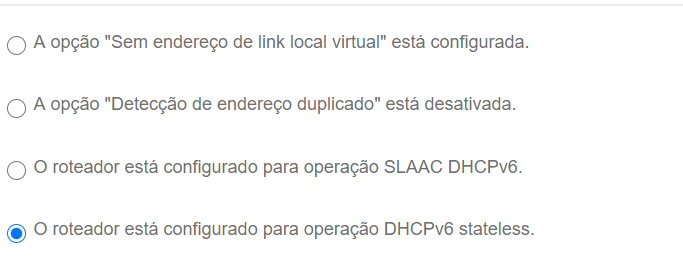 A opção "Sem endereço de link local virtual" está configurada.
A opção "Detecção de endereço duplicado" está desativada.
O roteador está configurado para operação SLAAC DHCPv6.
O roteador está configurado para operação DHCPv6 stateless.